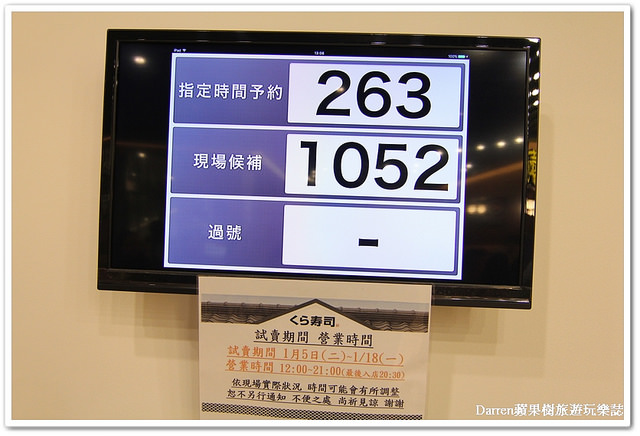 iPad
13:08
100%
指定時間予約 263
現場候補 1052
過號 -
くら寿司®
試賣期間 營業時間
試賣期間 1月5日(二)~1/18(一)
營業時間 12:00~21:00(最後入店20:30)
依現場實際狀況 時間可能會有所調整
恕不另行通知 不便之處 尚祈見諒 謝謝
Darren蘋果樹旅遊玩樂誌